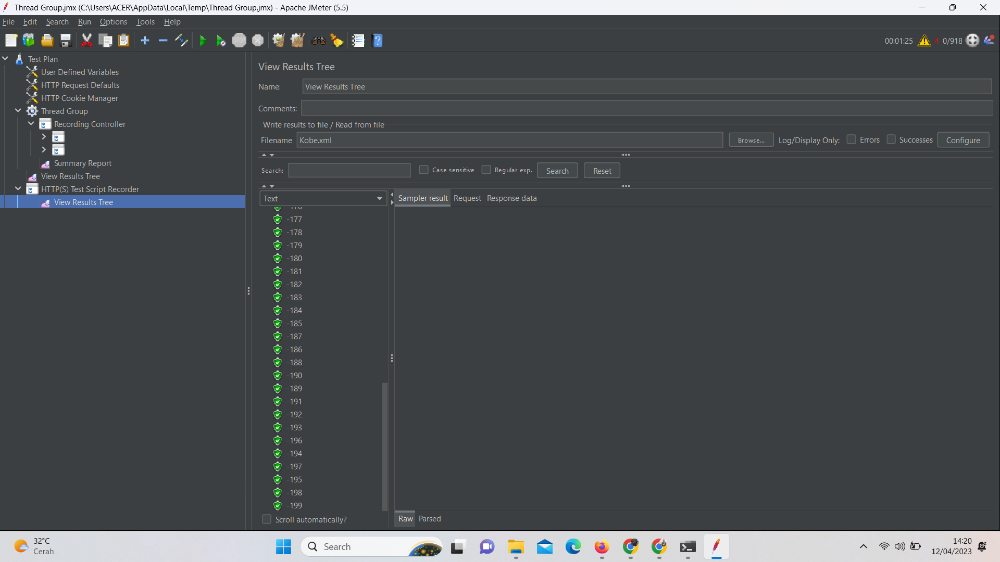 Thread Group.jmx (C:\Users\ACER\AppData\Local\Temp\Thread Group.jmx) - Apache JMeter (5.5)
File Edit Search Run Options Tools Help
00:01:25 4 0/918
Test Plan
User Defined Variables
HTTP Request Defaults
HTTP Cookie Manager
Thread Group
Recording Controller
Summary Report
View Results Tree
HTTP(S) Test Script Recorder
View Results Tree
View Results Tree
Name: View Results Tree
Comments:
Write results to file / Read from file
Filename Kobe.xml Browse... Log/Display Only: Errors Successes Configure
Search: Case sensitive Regular exp. Search Reset
Text
Sampler result Request Response data
-176
-177
-178
-179
-180
-181
-182
-183
-184
-185
-187
-186
-188
-190
-189
-191
-192
-193
-196
-194
-197
-195
-198
-199
Scroll automatically?
Raw Parsed
32°C
Cerah
Search
14:20
12/04/2023